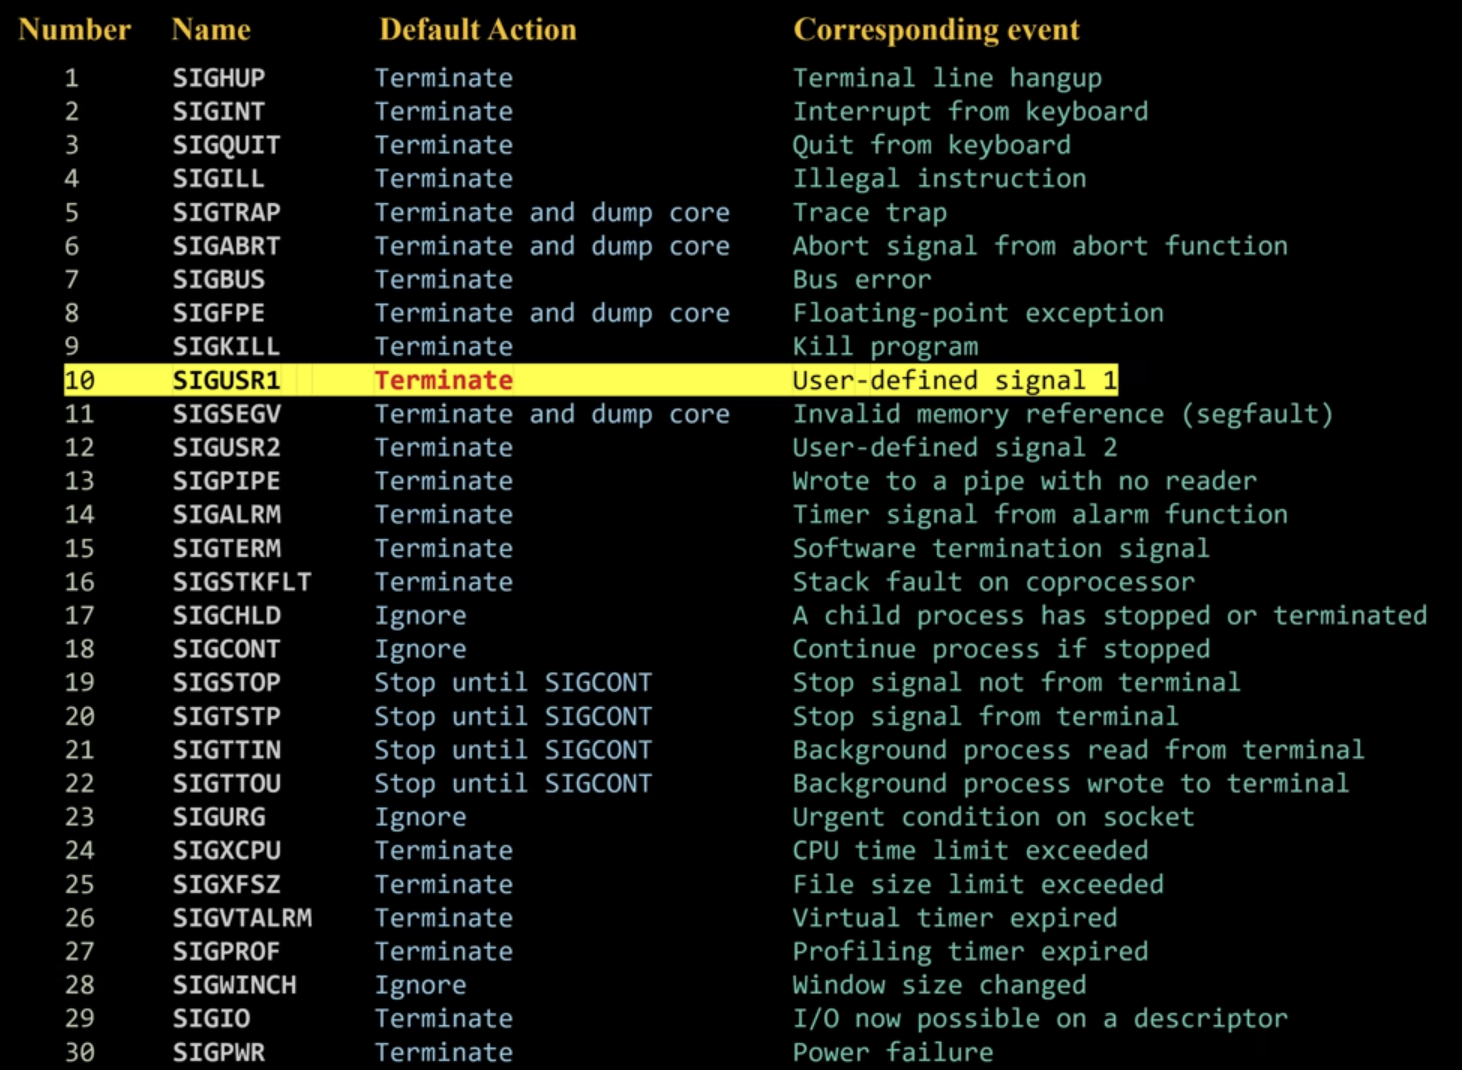 Number Name Default Action Corresponding event
1 SIGHUP Terminate Terminal line hangup
2 SIGINT Terminate Interrupt from keyboard
3 SIGQUIT Terminate Quit from keyboard
4 SIGILL Terminate Illegal instruction
5 SIGTRAP Terminate and dump core Trace trap
6 SIGABRT Terminate and dump core Abort signal from abort function
7 SIGBUS Terminate Bus error
8 SIGFPE Terminate and dump core Floating-point exception
9 SIGKILL Terminate Kill program
10 SIGUSR1 Terminate User-defined signal 1
11 SIGSEGV Terminate and dump core Invalid memory reference (segfault)
12 SIGUSR2 Terminate User-defined signal 2
13 SIGPIPE Terminate Wrote to a pipe with no reader
14 SIGALRM Terminate Timer signal from alarm function
15 SIGTERM Terminate Software termination signal
16 SIGSTKFLT Terminate Stack fault on coprocessor
17 SIGCHLD Ignore A child process has stopped or terminated
18 SIGCONT Ignore Continue process if stopped
19 SIGSTOP Stop until SIGCONT Stop signal not from terminal
20 SIGTSTP Stop until SIGCONT Stop signal from terminal
21 SIGTTIN Stop until SIGCONT Background process read from terminal
22 SIGTTOU Stop until SIGCONT Background process wrote to terminal
23 SIGURG Ignore Urgent condition on socket
24 SIGXCPU Terminate CPU time limit exceeded
25 SIGXFSZ Terminate File size limit exceeded
26 SIGVTALRM Terminate Virtual timer expired
27 SIGPROF Terminate Profiling timer expired
28 SIGWINCH Ignore Window size changed
29 SIGIO Terminate I/O now possible on a descriptor
30 SIGPWR Terminate Power failure